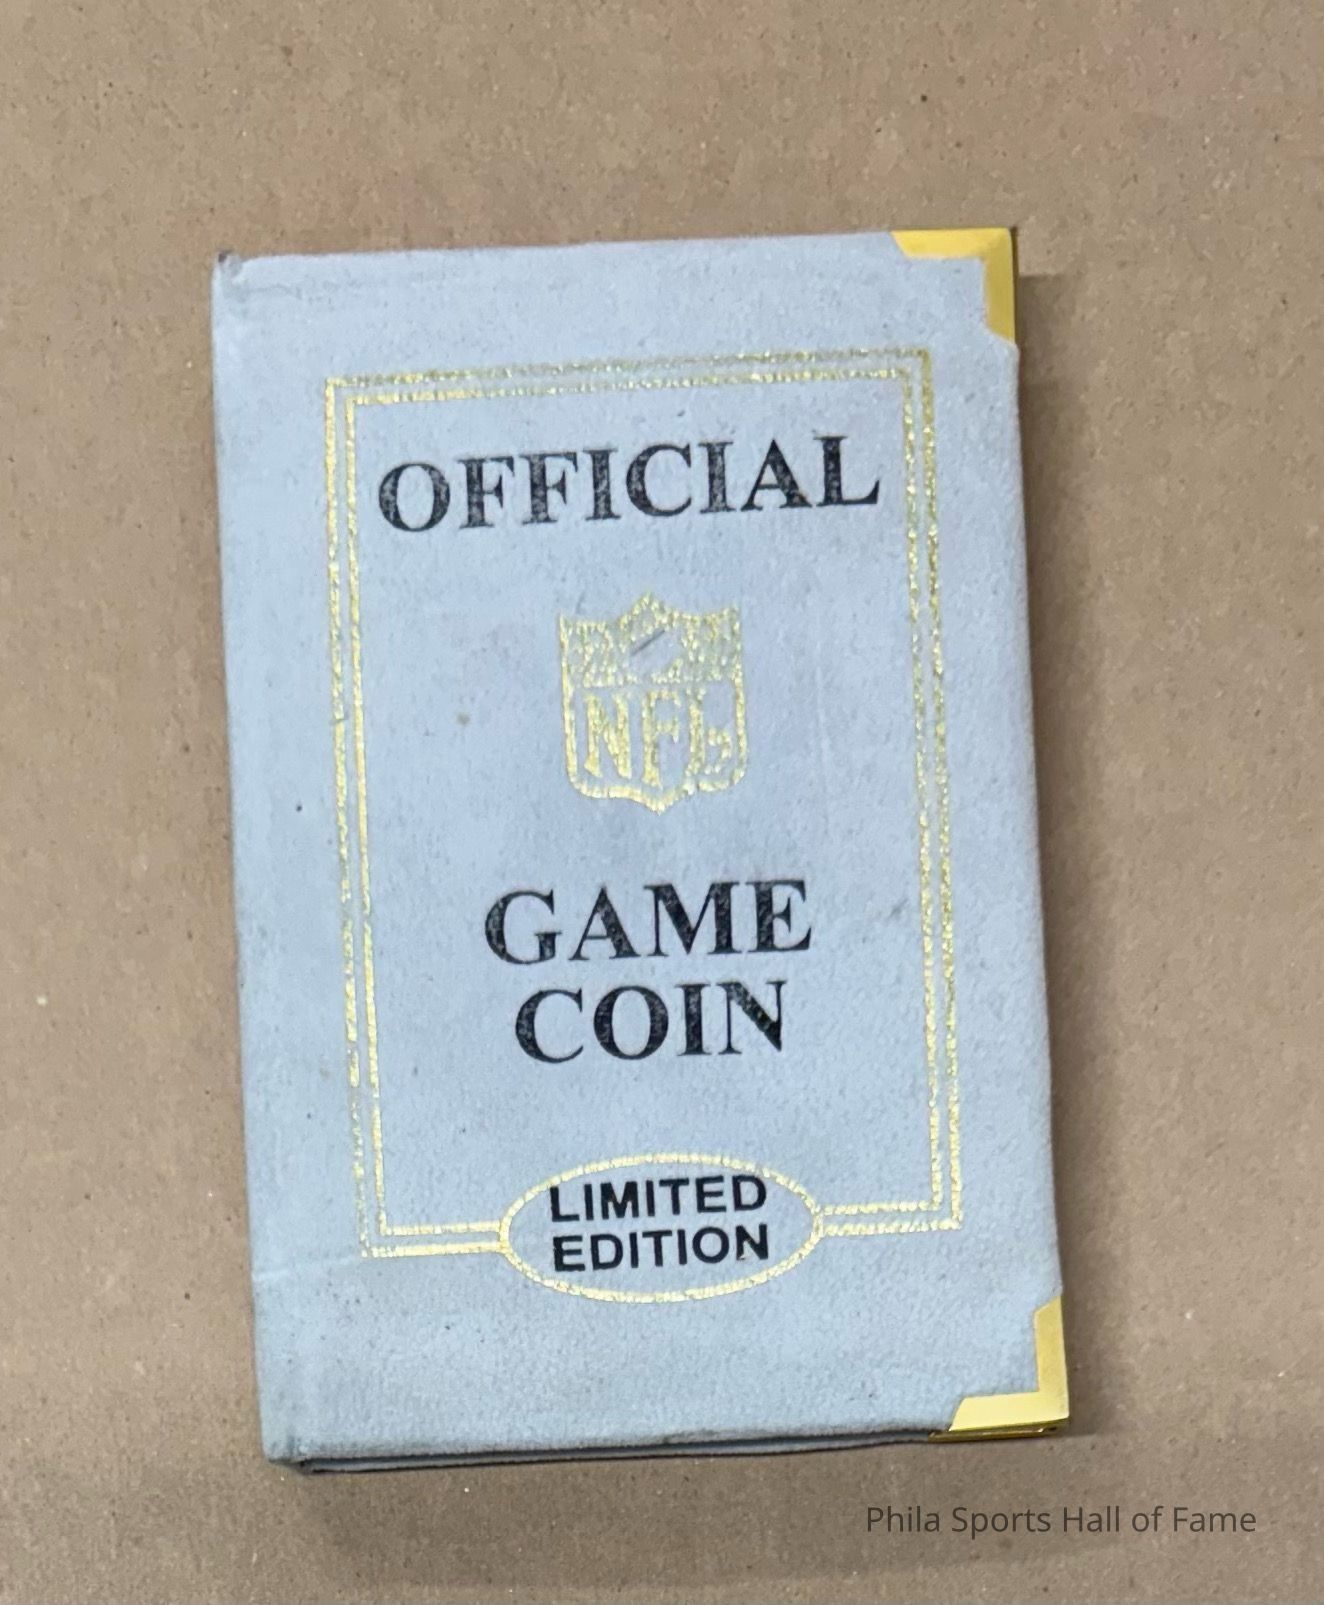 OFFICIAL
NFL
GAME
COIN
LIMITED
EDITION
Phila Sports Hall of Fame